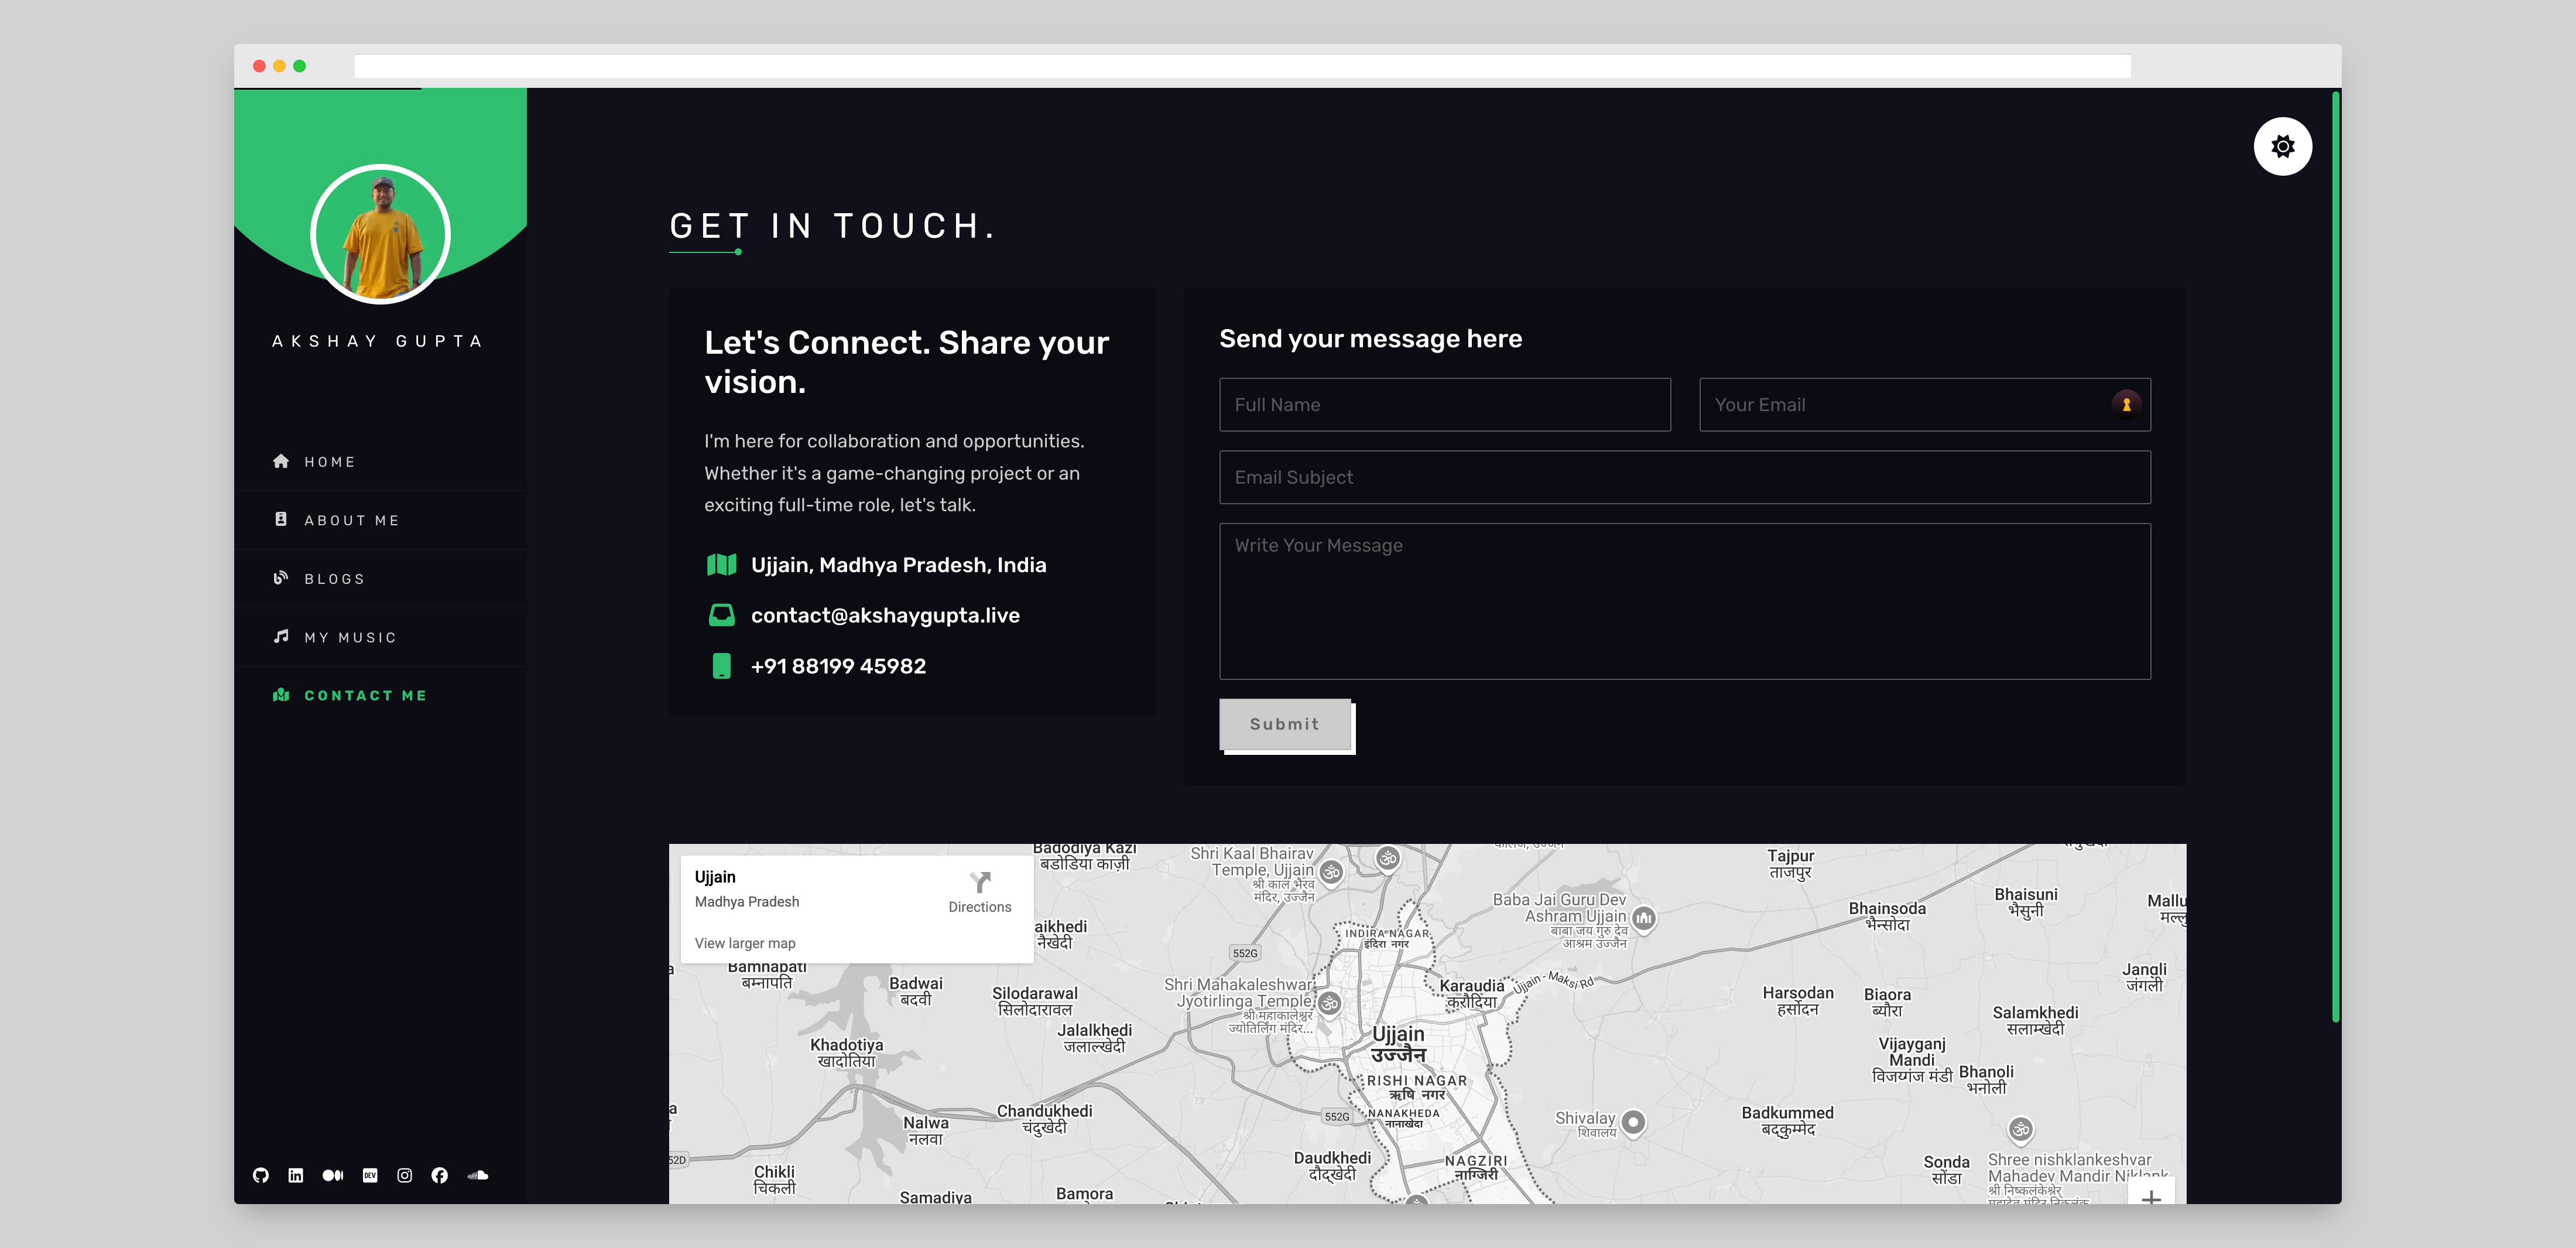 AKSHAY GUPTA
HOME
ABOUT ME
BLOGS
MY MUSIC
CONTACT ME
DEV
GET IN TOUCH.
Let's Connect. Share your
vision.
I'm here for collaboration and opportunities.
Whether it's a game-changing project or an
exciting full-time role, let's talk.
Ujjain, Madhya Pradesh, India
contact@akshaygupta.live
+91 88199 45982
Send your message here
Full Name
Your Email
Email Subject
Write Your Message
Submit
Ujjain
Madhya Pradesh
Directions
View larger map
Badodiya Kazi
बडोडिया काज़ी
Shri Kaal Bhairav
Temple, Ujjain
श्री काल भैरव
मंदिर, उज्जैन
Tajpur
ताजपुर
Baba Jai Guru Dev
Ashram Ujjain
बाबा जय गुरु देव
आश्रम उज्जैन
Bhainsoda
भैन्सोदा
Bhaisuni
भैसुनी
Mallu
मल्लु
aikhedi
नैखेदी
INDIRA NAGAR
इंदिरा नगर
552G
Bamnapati
बम्नापति
Badwai
बदवी
Silodarawal
सिलोदारावल
Shri Mahakaleshwar
Jyotirlinga Temple
श्री महाकालेश्वर
ज्योतिर्लिंग मंदिर...
Karaudia
करौदिया
Ujjain - Maksi Rd
Harsodan
हर्सोदन
Biaora
ब्यौरा
Jangli
जंगली
Salamkhedi
सलाम्खेदी
Jalalkhedi
जलाल्खेदी
Khadotiya
खादोतिया
Ujjain
उज्जैन
Vijayganj
Mandi
विजय्गंज मंडी
Bhanoli
भनोली
RISHI NAGAR
ऋषि नगर
NANAKHEDA
नानाखेदा
552G
Chandukhedi
चंदुखेदी
Nalwa
नलवा
Shivalay
शिवालय
Badkummed
बद्कुम्मेद
52D
Chikli
चिकली
Daudkhedi
दौद्खेदी
NAGZIRI
नाग्जिरी
Sonda
सोंडा
Shree nishklankeshvar
Mahadev Mandir Niklank
श्री निष्कलंकेश्वर
Samadiya
Bamora